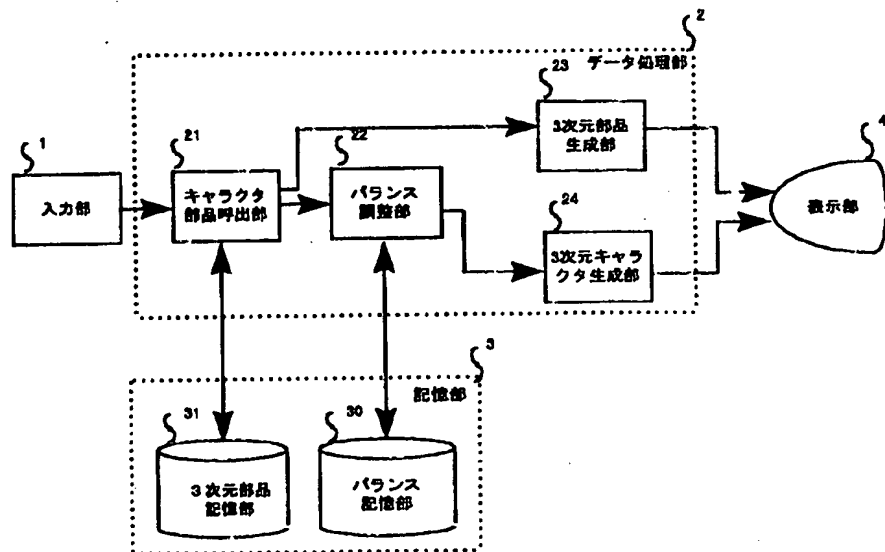 2
データ処理部
23
3次元部品
生成部
1
入力部
21
キャラクタ
部品呼出部
22
バランス
調整部
24
3次元キャラ
クタ生成部
4
表示部
3
記憶部
31
3次元部品
記憶部
30
バランス
記憶部